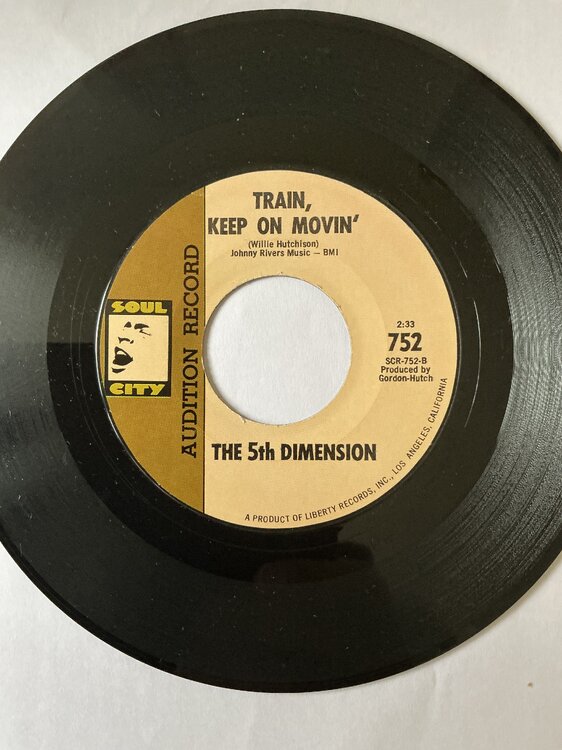 TRAIN,
KEEP ON MOVIN'
(Willie Hutchison)
Johnny Rivers Music — BMI
SOUL
CITY
AUDITION RECORD
2:33
752
SCR-752-B
Produced by
Gordon-Hutch
THE 5th DIMENSION
A PRODUCT OF LIBERTY RECORDS, INC., LOS ANGELES, CALIFORNIA